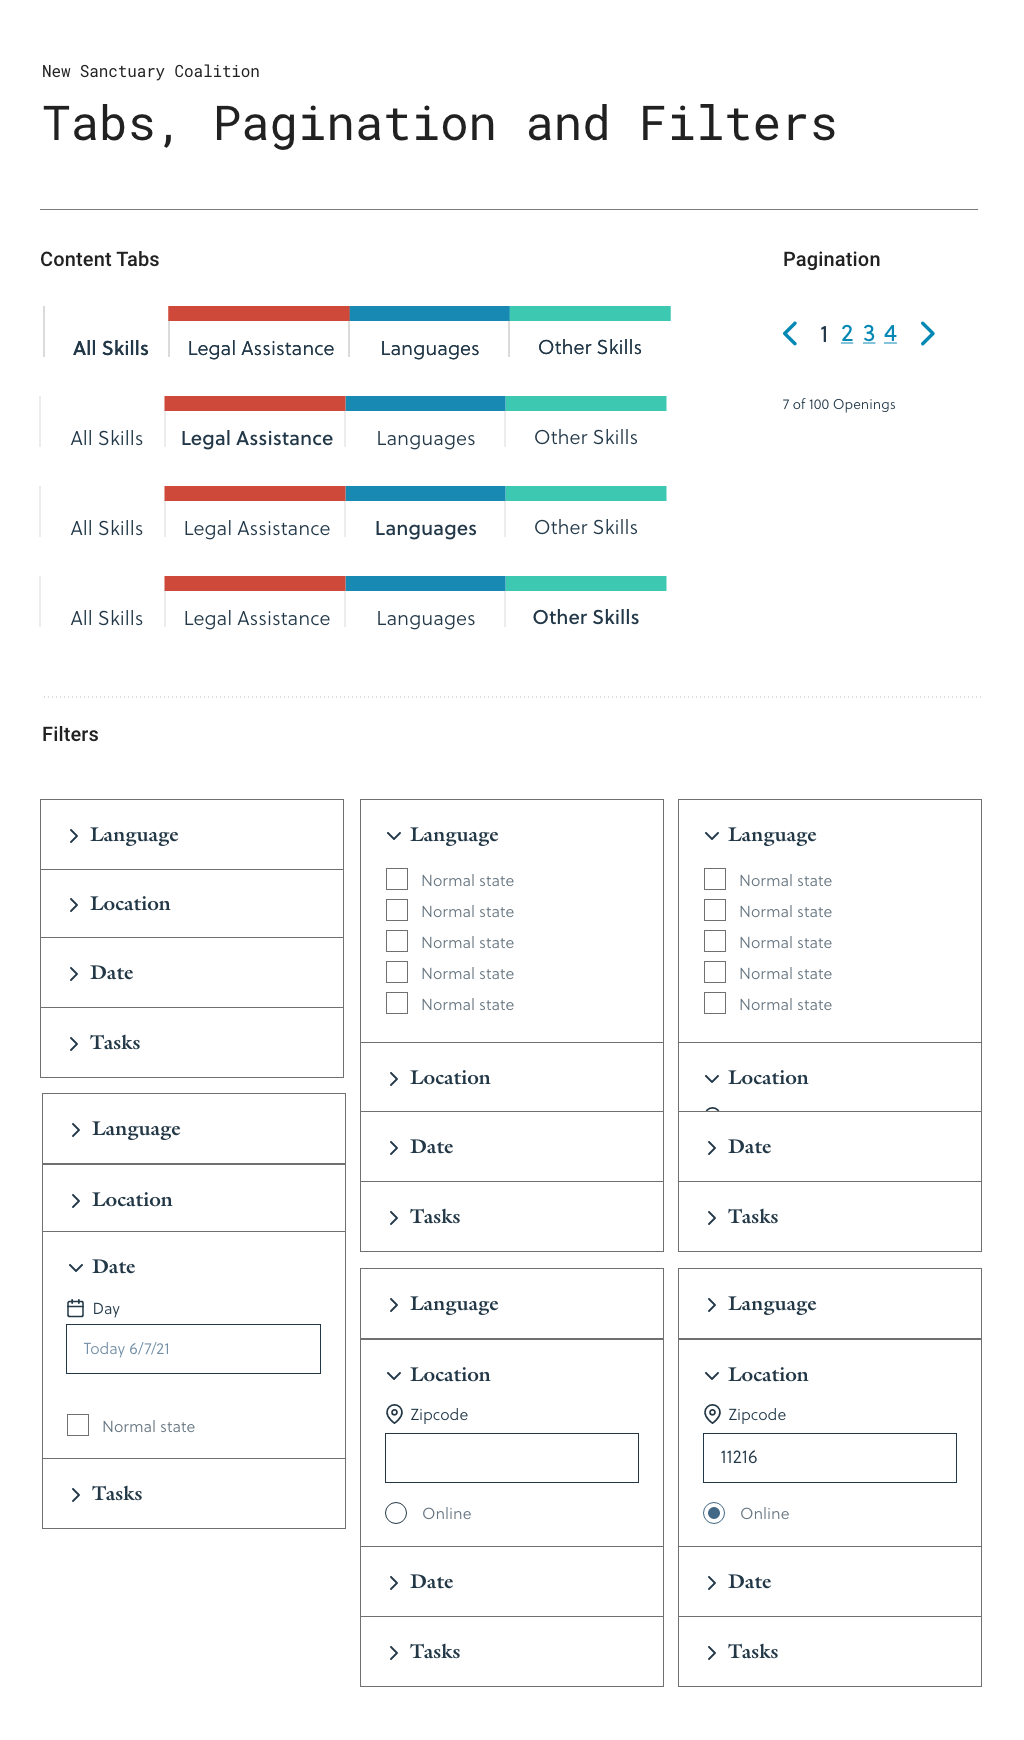 New Sanctuary Coalition
Tabs, Pagination and Filters
Content Tabs
All Skills Legal Assistance Languages Other Skills
All Skills Legal Assistance Languages Other Skills
All Skills Legal Assistance Languages Other Skills
All Skills Legal Assistance Languages Other Skills
Pagination
1 2 3 4
7 of 100 Openings
Filters
Language
Location
Date
Tasks
Language
Normal state
Normal state
Normal state
Normal state
Normal state
Location
Date
Tasks
Language
Normal state
Normal state
Normal state
Normal state
Normal state
Location
Date
Tasks
Language
Location
Date
Day
Today 6/7/21
Normal state
Tasks
Language
Location
Zipcode
Online
Date
Tasks
Language
Location
Zipcode
11216
Online
Date
Tasks